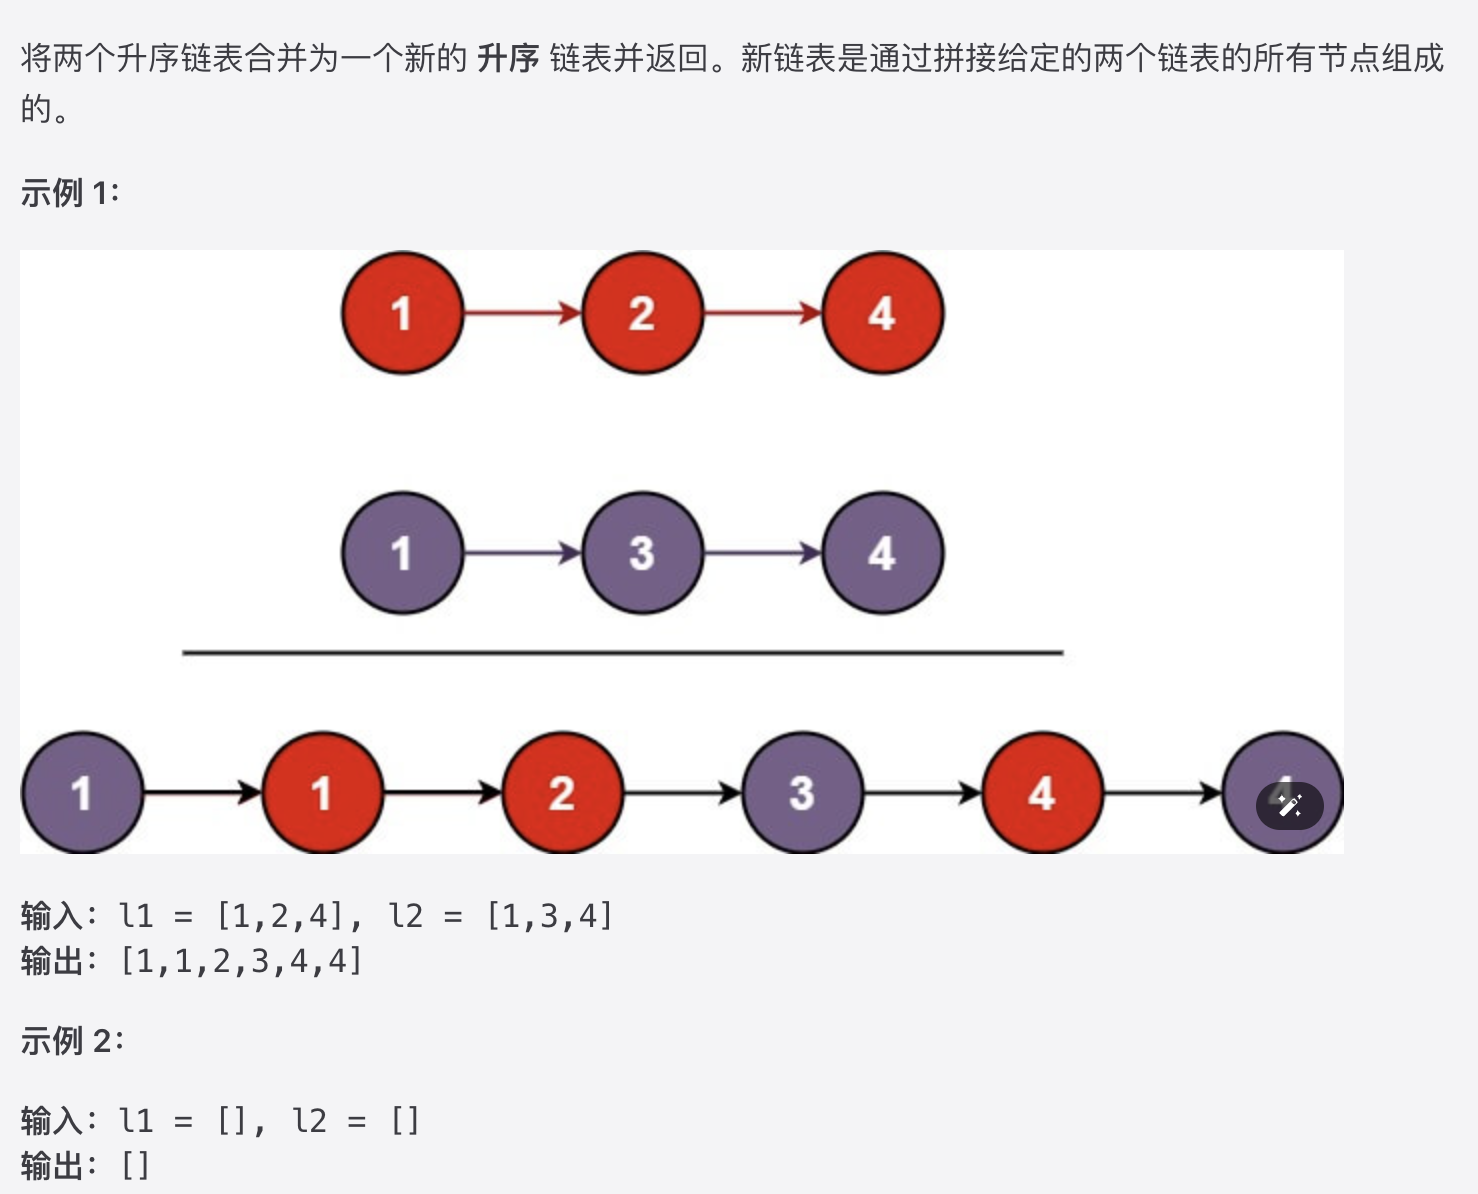 将两个升序链表合并为一个新的 升序 链表并返回。新链表是通过拼接给定的两个链表的所有节点组成
的。
示例 1：
1 2 4
1 3 4
1 1 2 3 4 4
输入：l1 = [1,2,4], l2 = [1,3,4]
输出：[1,1,2,3,4,4]
示例 2：
输入：l1 = [], l2 = []
输出：[]